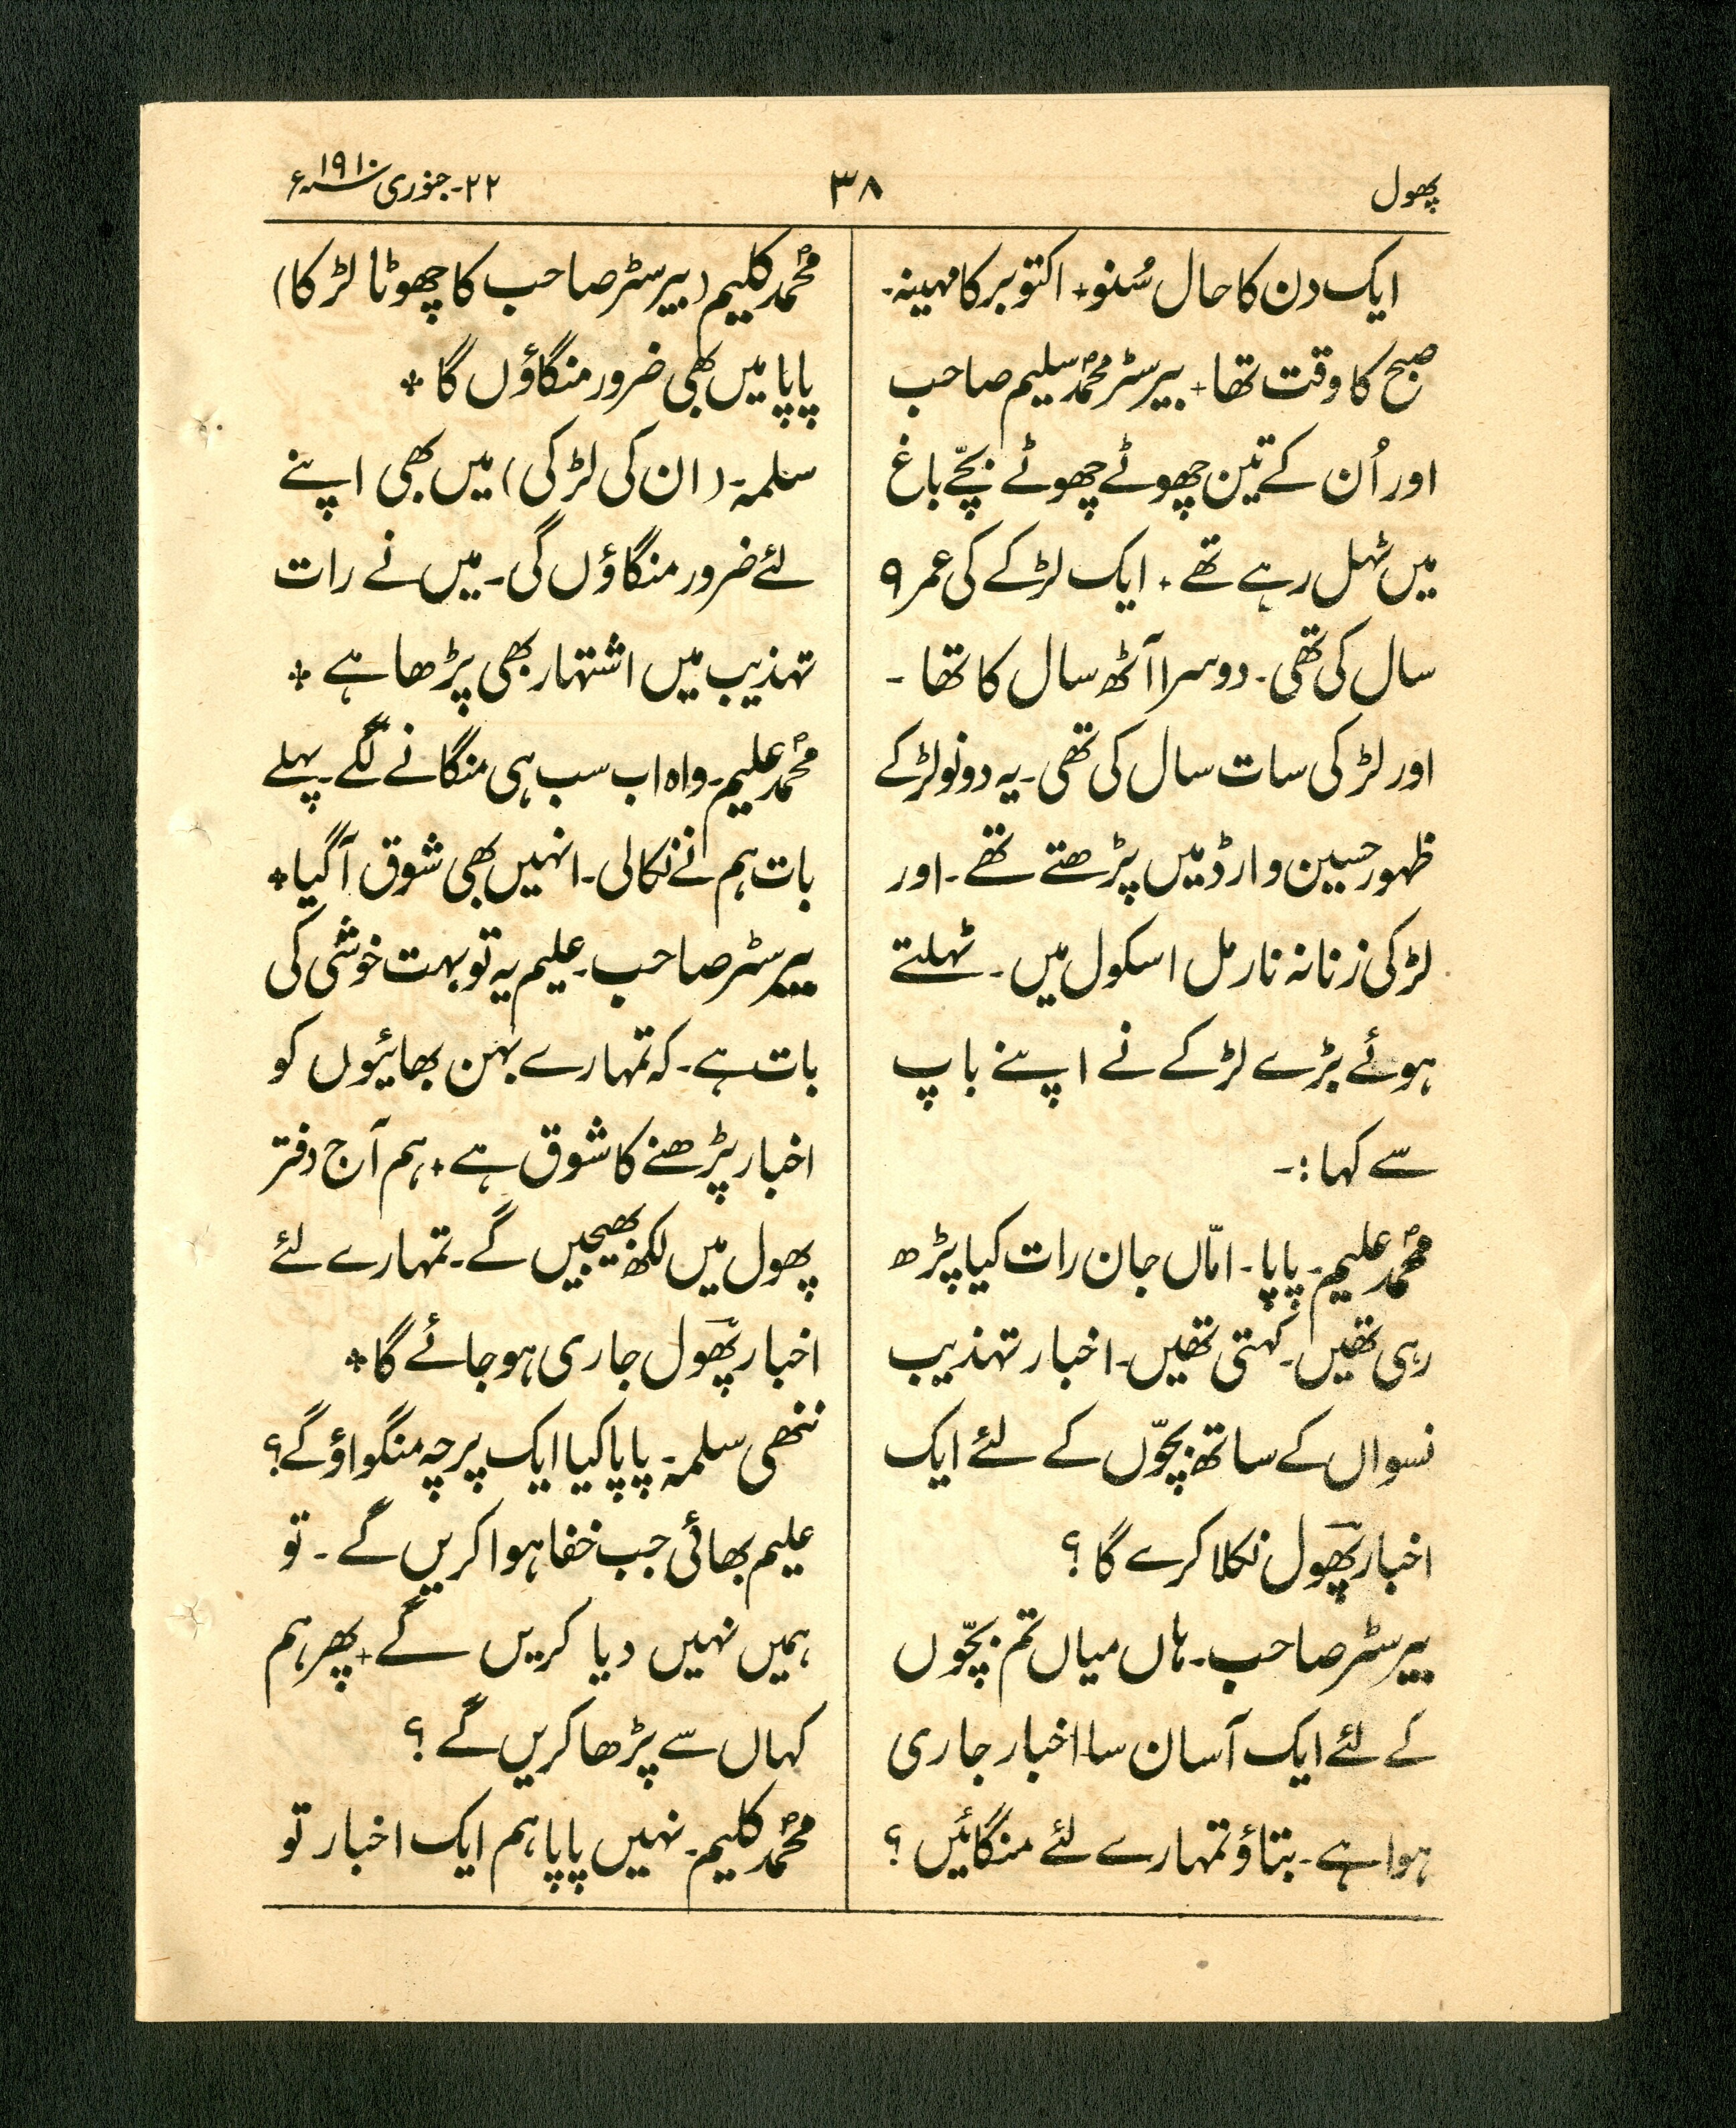 پھول
۳۸
۲۲-جنوری ۱۹۱۰ء
ایک دن کا حال سُنو٭ اکتوبر کا مہینہ۔
صبح کا وقت تھا٭ بیرسٹر محمدؐ سلیم صاحب
اور اُن کے تین چھوٹے چھوٹے بچّے باغ
میں ٹہل رہے تھے٭ ایک لڑکے کی عمر ۹
سال کی تھی۔ دوسرا آٹھ سال کا تھا ۔
اور لڑکی سات سال کی تھی۔ یہ دونو لڑکے
ظہور حسین وارڈ میں پڑھتے تھے۔ اور
لڑکی زنانہ نارمل اسکول میں۔ ٹہلتے
ہوئے بڑے لڑکے نے اپنے باپ
سے کہا:۔
محمدؐ علیم۔ پاپا۔ امّاں جان رات کیا پڑھ
رہی تھیں۔ کہتی تھیں۔ اخبار تہذیب
نسواں کے ساتھ بچّوں کے لئے ایک
اخبار پھول نکلا کرے گا؟
بیرسٹر صاحب۔ ہاں میاں تم بچّوں
کے لئے ایک آسان سا اخبار جاری
ہوا ہے۔ بتاؤ تمہارے لئے منگائیں؟
محمدؐ کلیم (بیرسٹر صاحب کا چھوٹا لڑکا)
پاپا میں بھی ضرور منگاؤں گا٭
سلمۃ۔ (ان کی لڑکی) میں بھی اپنے
لئے ضرور منگاؤں گی۔ میں نے رات
تہذیب میں اشتہار بھی پڑھا ہے٭
محمدؐ علیم۔ واہ اب سب ہی منگانے لگے۔ پہلے
بات ہم نے نکالی۔ انہیں بھی شوق آگیا٭
بیرسٹر صاحب۔ علیم یہ تو بہت خوشی کی
بات ہے۔ کہ تمہارے بہن بھائیوں کو
اخبار پڑھنے کا شوق ہے٭ ہم آج دفتر
پھول میں لکھ بھیجیں گے۔ تمہارے لئے
اخبار پھول جاری ہو جائے گا٭
ننھی سلمۃ۔ پاپا کیا ایک پرچہ منگواؤ گے؟
علیم بھائی جب خفا ہوا کریں گے ۔ تو
ہمیں نہیں دیا کریں گے٭ پھر ہم
کہاں سے پڑھا کریں گے؟
محمدؐ کلیم۔ نہیں پاپا ہم ایک اخبار تو